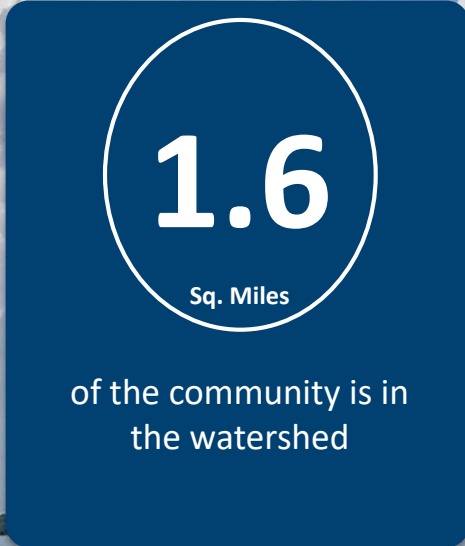 1.6
Sq. Miles
of the community is in
the watershed